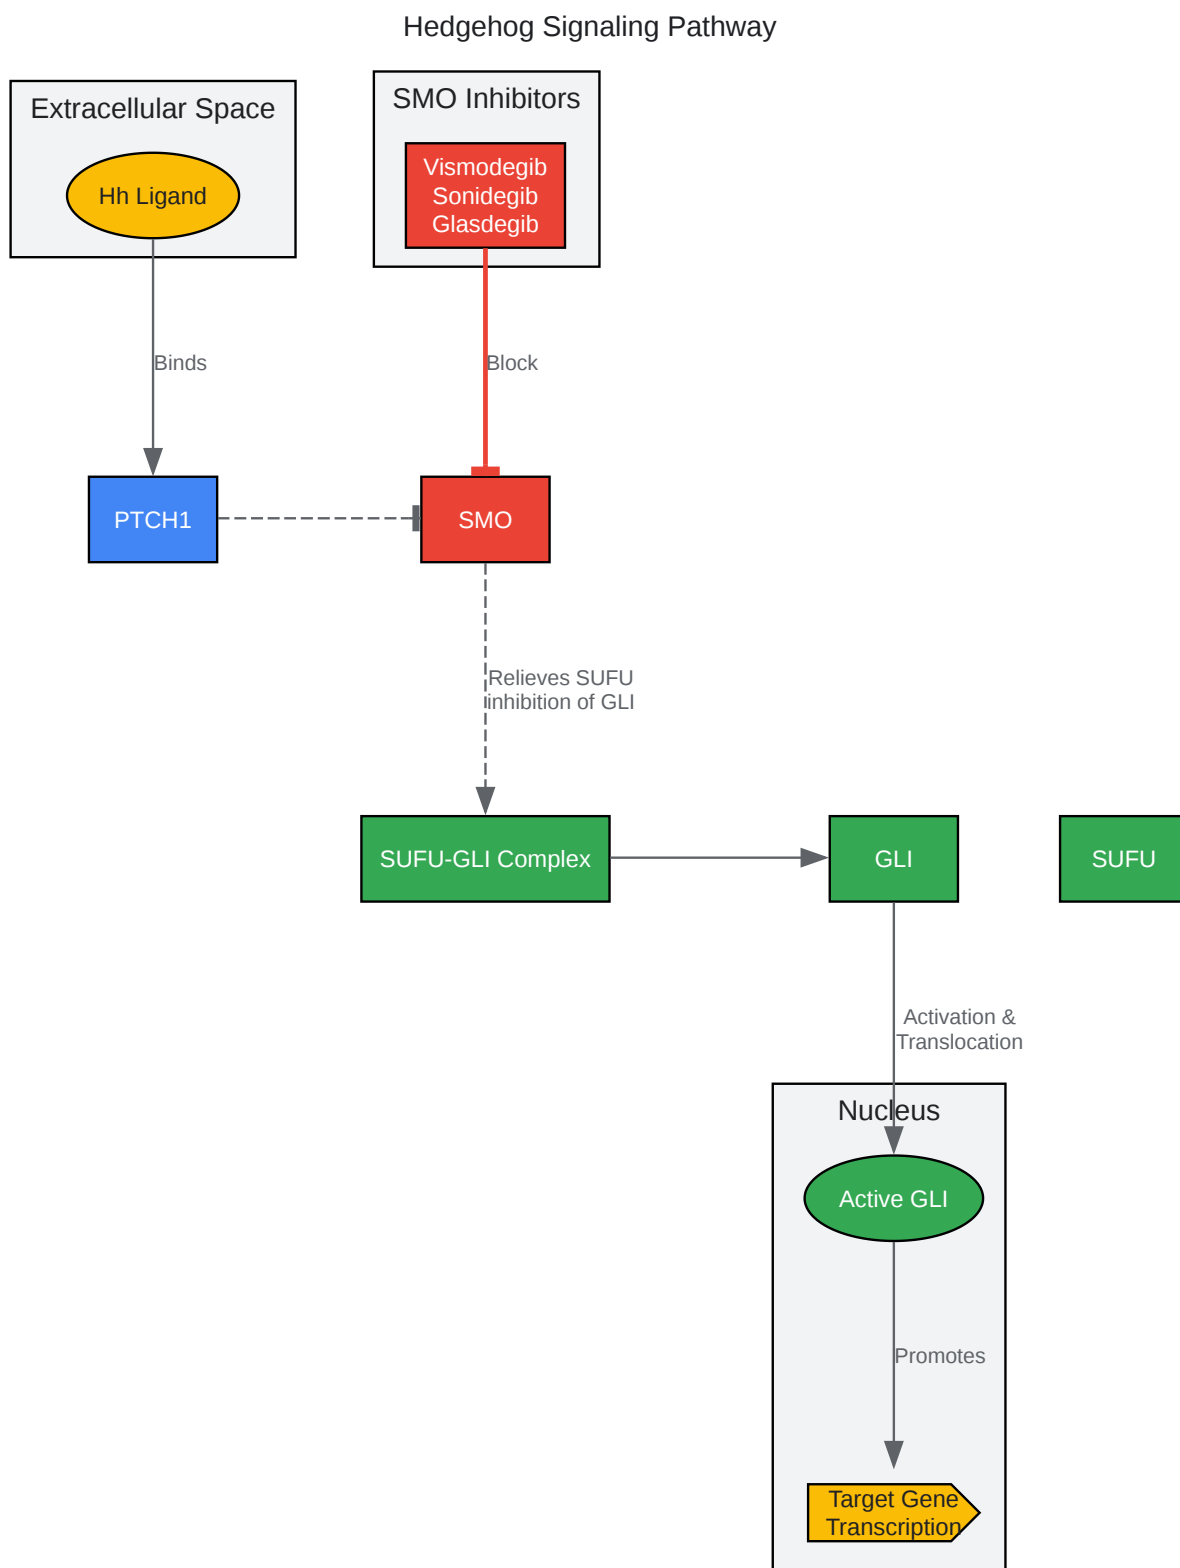 Hedgehog Signaling Pathway
Extracellular Space
Hh Ligand
SMO Inhibitors
Vismodegib
Sonidegib
Glasdegib
Binds
Block
PTCH1
SMO
Relieves SUFU
inhibition of GLI
SUFU-GLI Complex
GLI
SUFU
Activation &
Translocation
Nucleus
Active GLI
Promotes
Target Gene
Transcription